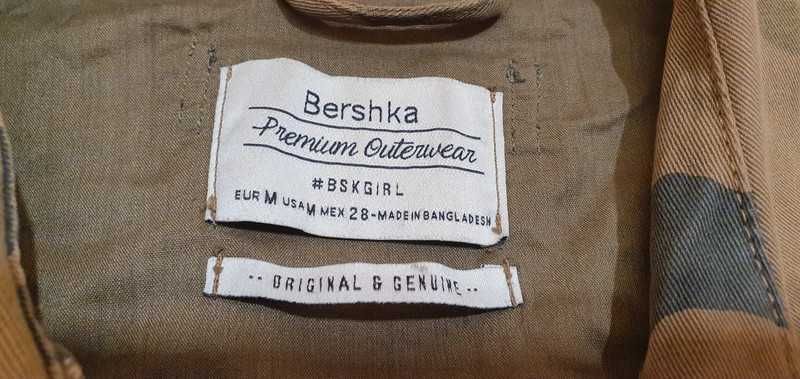 Bershka
Premium Outerwear
#BSKGIRL
EUR M USA M MEX 28-MADE IN BANGLADESH
-- ORIGINAL & GENUINE --